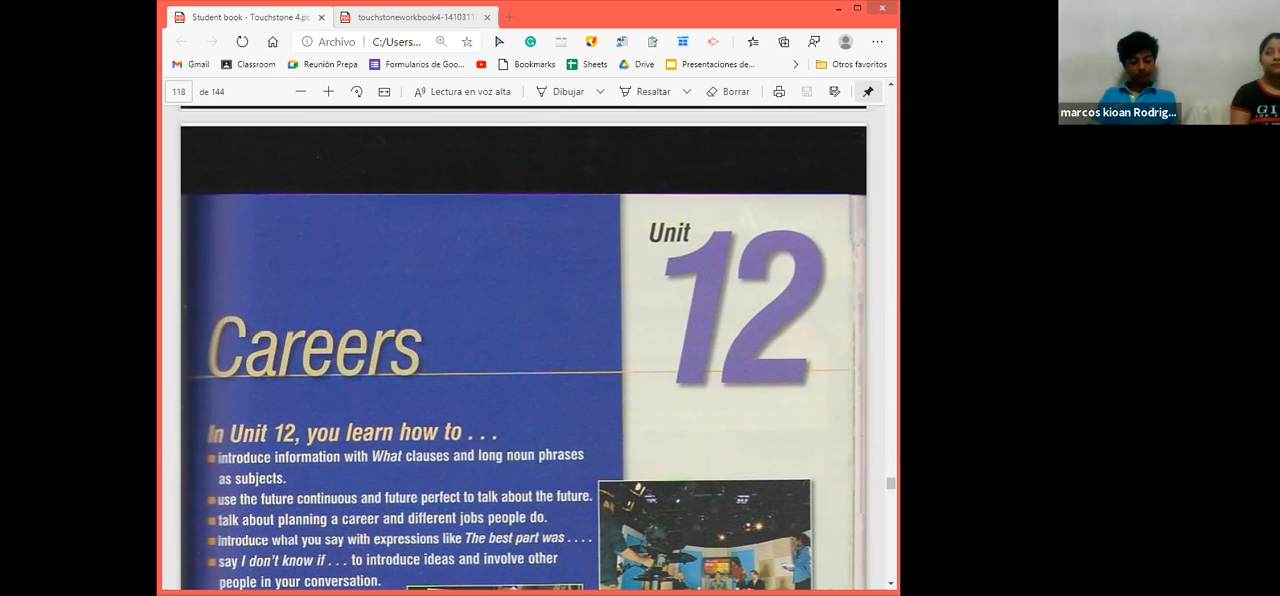 Student book - Touchstone 4.pc
touchstoneworkbook4-1410311
Archivo C:/Users...
Gmail Classroom Reunión Prepa Formularios de Goo... Bookmarks Sheets Drive Presentaciones de... Otros favoritos
118 de 144 Lectura en voz alta Dibujar Resaltar Borrar
Unit
12
Careers
In Unit 12, you learn how to . . .
introduce information with What clauses and long noun phrases
as subjects.
use the future continuous and future perfect to talk about the future.
talk about planning a career and different jobs people do.
introduce what you say with expressions like The best part was . . . .
say I don't know if . . . to introduce ideas and involve other
people in your conversation.
marcos kioan Rodrig...